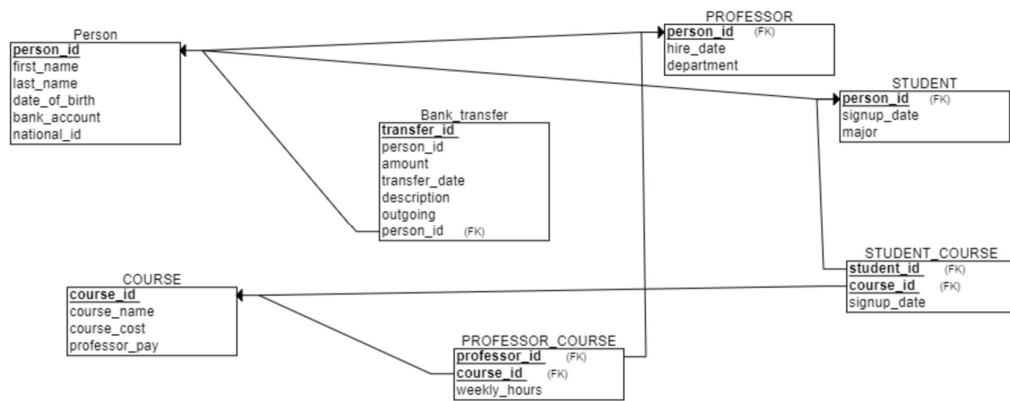 PROFESSOR
person_id (FK)
hire_date
department
Person
person_id
first_name
last_name
date_of_birth
bank_account
national_id
STUDENT
person_id (FK)
signup_date
major
Bank_transfer
transfer_id
person_id
amount
transfer_date
description
outgoing
person_id (FK)
STUDENT_COURSE
student_id (FK)
course_id (FK)
signup_date
COURSE
course_id
course_name
course_cost
professor_pay
PROFESSOR_COURSE
professor_id (FK)
course_id (FK)
weekly_hours